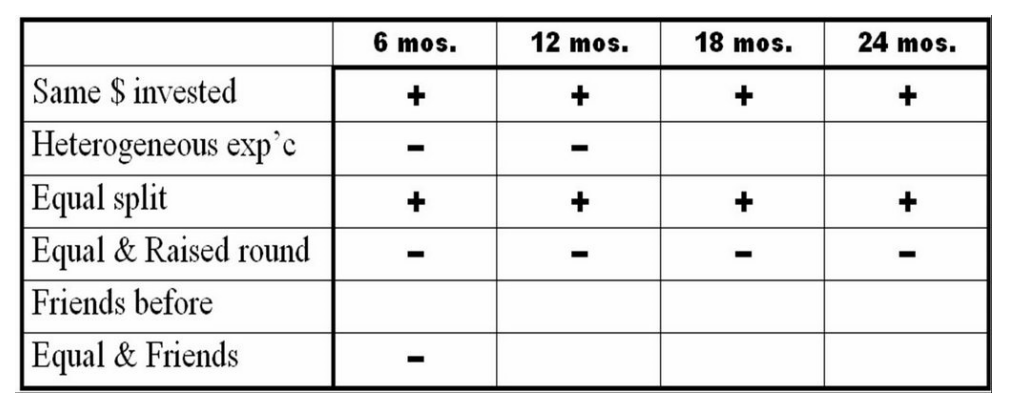 6 mos. 12 mos. 18 mos. 24 mos.
Same $ invested + + + +
Heterogeneous exp’c – –
Equal split + + + +
Equal & Raised round – – – –
Friends before
Equal & Friends –